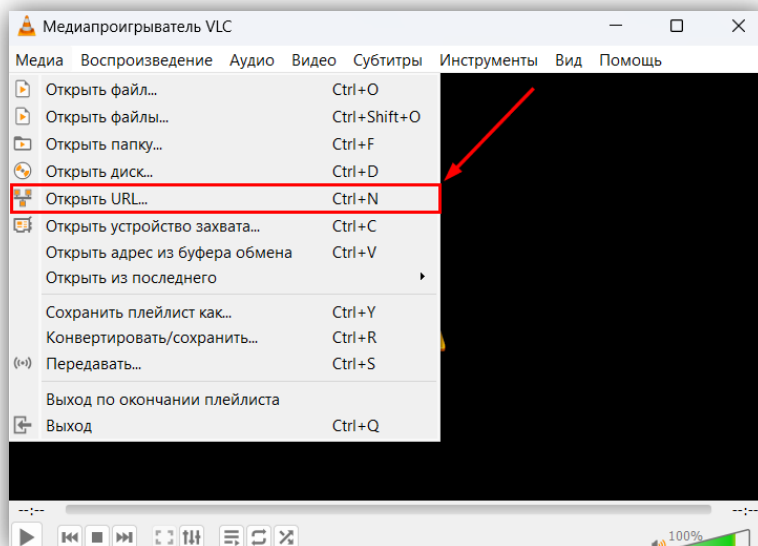 Медиапроигрыватель VLC
Медиа Воспроизведение Аудио Видео Субтитры Инструменты Вид Помощь
Открыть файл... Ctrl+O
Открыть файлы... Ctrl+Shift+O
Открыть папку... Ctrl+F
Открыть диск... Ctrl+D
Открыть URL... Ctrl+N
Открыть устройство захвата... Ctrl+C
Открыть адрес из буфера обмена Ctrl+V
Открыть из последнего
Сохранить плейлист как... Ctrl+Y
Конвертировать/сохранить... Ctrl+R
Передавать... Ctrl+S
Выход по окончании плейлиста
Выход Ctrl+Q
--:-- --:--
100%